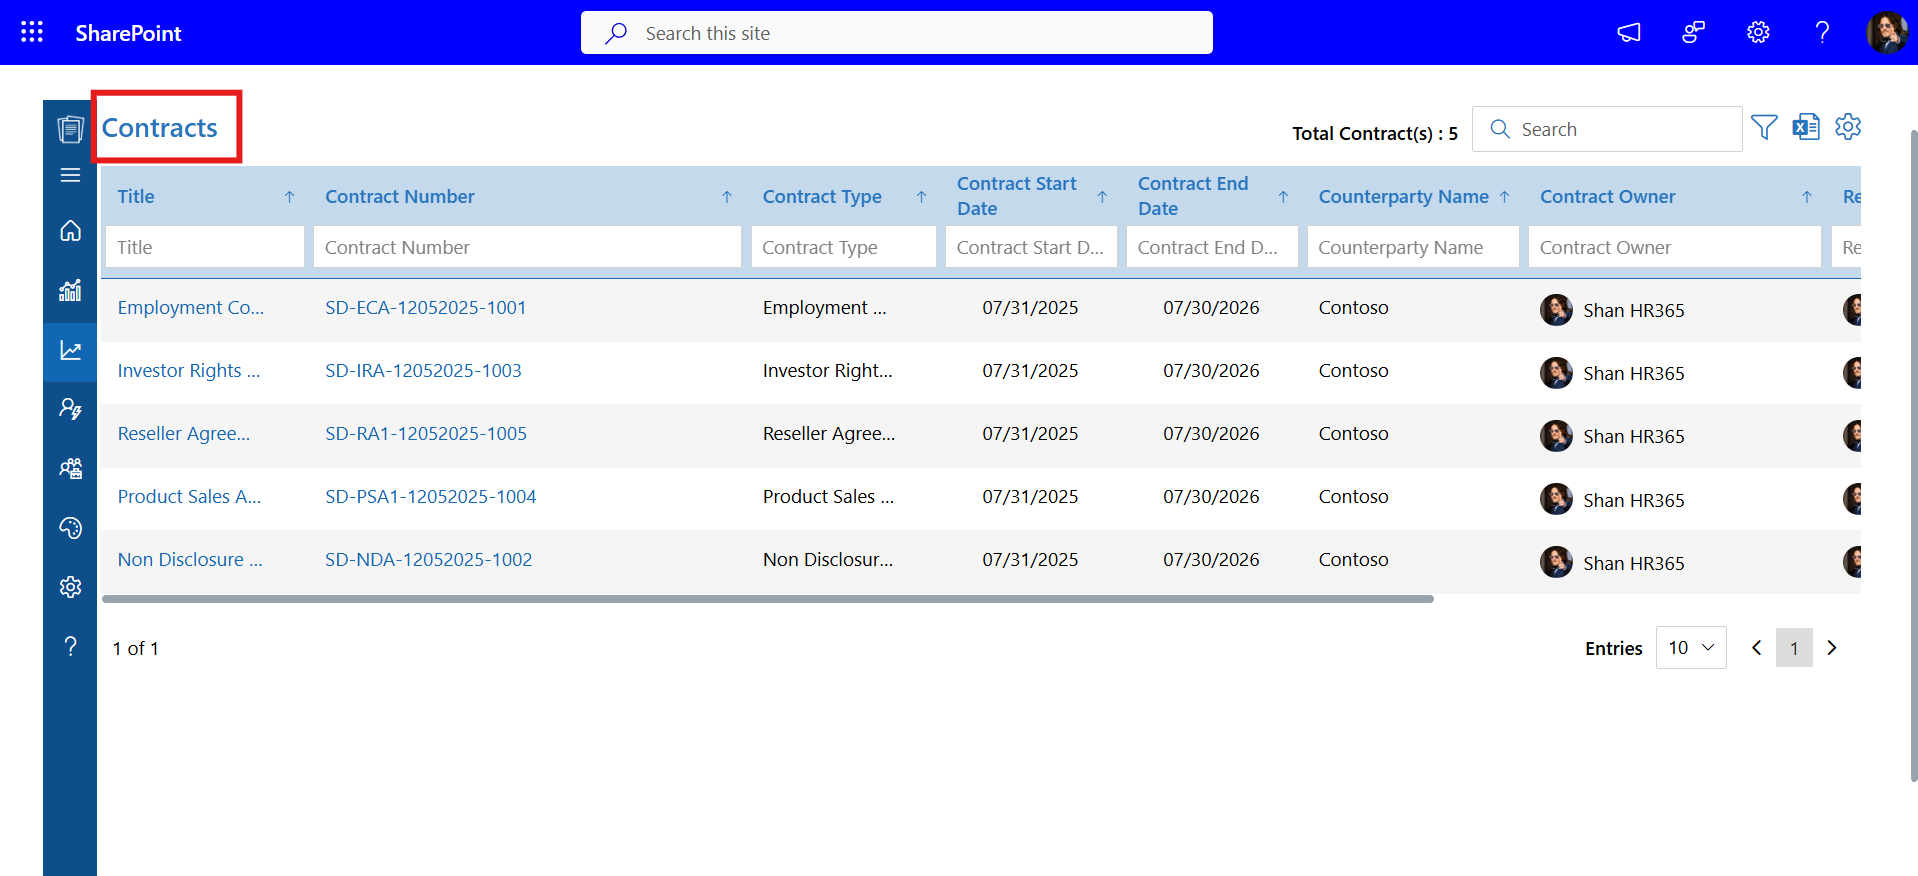 SharePoint
Search this site
Contracts
Total Contract(s) : 5
Search
Title Contract Number Contract Type Contract Start Date Contract End Date Counterparty Name Contract Owner Re
Title Contract Number Contract Type Contract Start D... Contract End D... Counterparty Name Contract Owner Re
Employment Co... SD-ECA-12052025-1001 Employment ... 07/31/2025 07/30/2026 Contoso Shan HR365
Investor Rights ... SD-IRA-12052025-1003 Investor Right... 07/31/2025 07/30/2026 Contoso Shan HR365
Reseller Agree... SD-RA1-12052025-1005 Reseller Agree... 07/31/2025 07/30/2026 Contoso Shan HR365
Product Sales A... SD-PSA1-12052025-1004 Product Sales ... 07/31/2025 07/30/2026 Contoso Shan HR365
Non Disclosure ... SD-NDA-12052025-1002 Non Disclosur... 07/31/2025 07/30/2026 Contoso Shan HR365
1 of 1
Entries 10 1